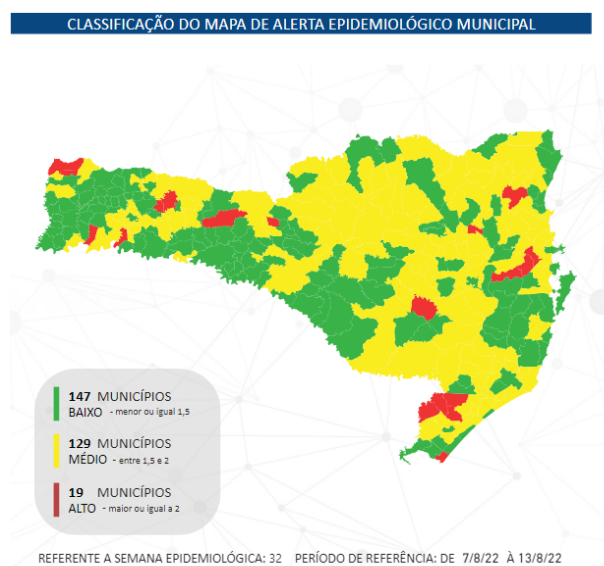 CLASSIFICAÇÃO DO MAPA DE ALERTA EPIDEMIOLÓGICO MUNICIPAL
147 MUNICÍPIOS
BAIXO - menor ou igual 1,5
129 MUNICÍPIOS
MÉDIO - entre 1,5 e 2
19 MUNICÍPIOS
ALTO - maior ou igual a 2
REFERENTE A SEMANA EPIDEMIOLÓGICA: 32 PERÍODO DE REFERÊNCIA: DE 7/8/22 À 13/8/22